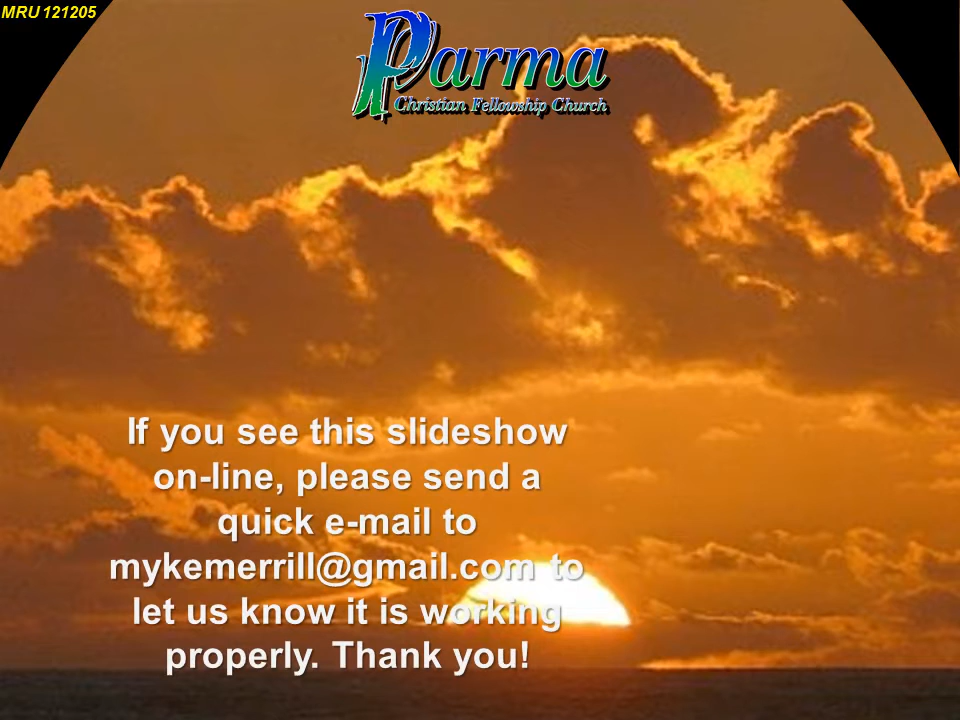 MRU 121205
Parma
Christian Fellowship Church
If you see this slideshow
on-line, please send a
quick e-mail to
mykemerrill@gmail.com to
let us know it is working
properly. Thank you!